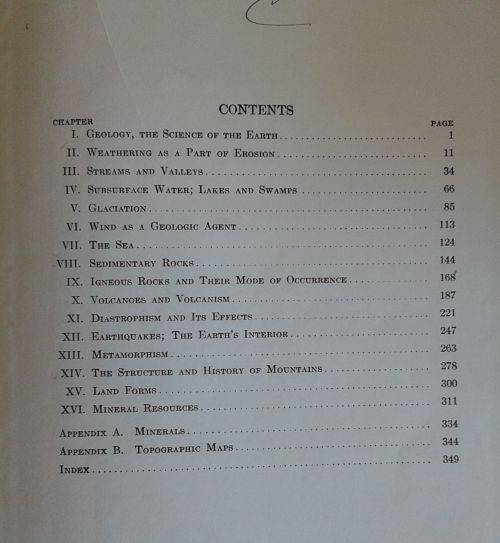 CONTENTS
CHAPTER PAGE
I. Geology, the Science of the Earth 1
II. Weathering as a Part of Erosion 11
III. Streams and Valleys 34
IV. Subsurface Water; Lakes and Swamps 66
V. Glaciation 85
VI. Wind as a Geologic Agent 113
VII. The Sea 124
VIII. Sedimentary Rocks 144
IX. Igneous Rocks and Their Mode of Occurrence 168
X. Volcanoes and Volcanism 187
XI. Diastrophism and Its Effects 221
XII. Earthquakes; The Earth's Interior 247
XIII. Metamorphism 263
XIV. The Structure and History of Mountains 278
XV. Land Forms 300
XVI. Mineral Resources 311
Appendix A. Minerals 334
Appendix B. Topographic Maps 344
Index 349